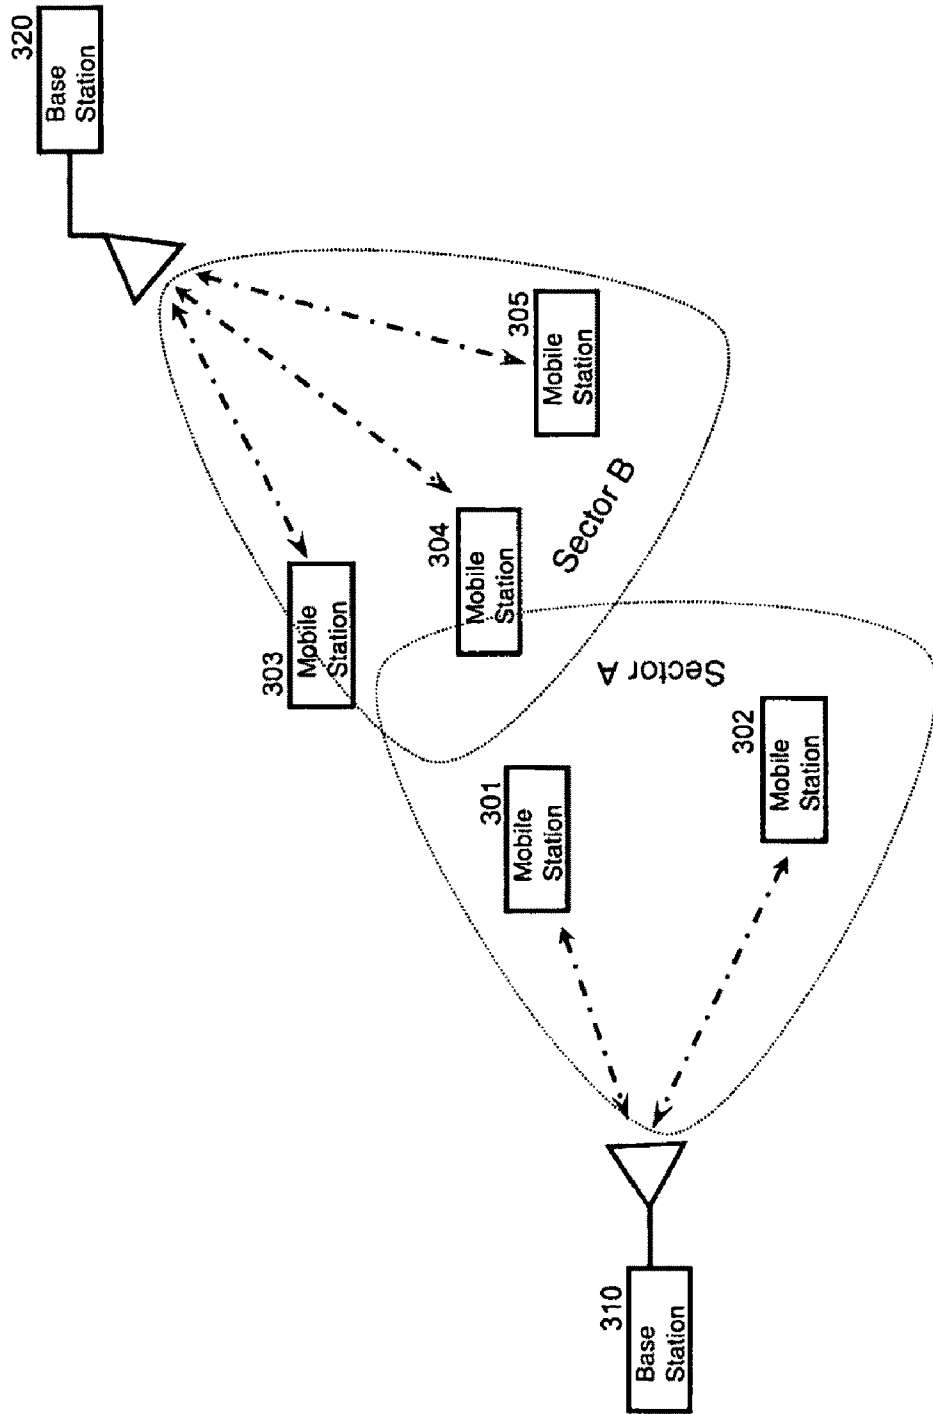 320
Base
Station
305
Mobile
Station
Sector B
304
Mobile
Station
303
Mobile
Station
Sector A
302
Mobile
Station
301
Mobile
Station
310
Base
Station